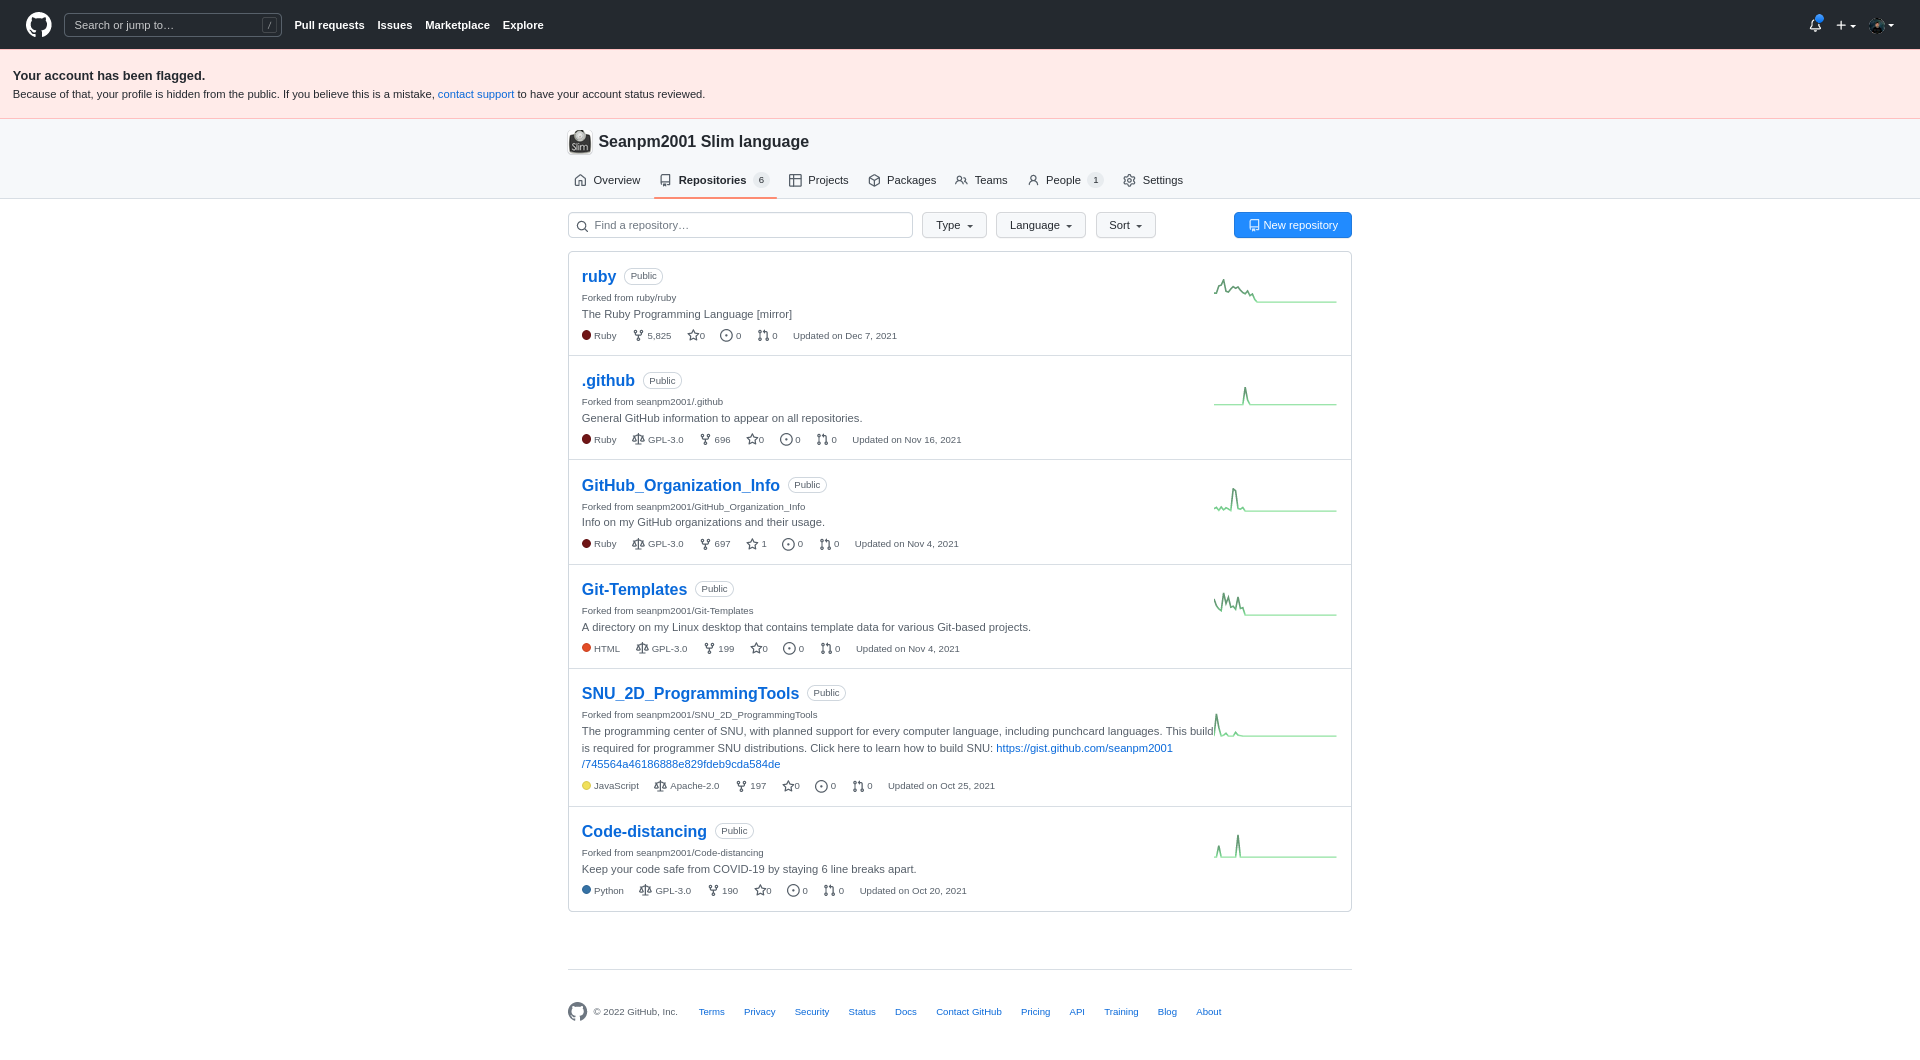 Search or jump to… /
Pull requests Issues Marketplace Explore
Your account has been flagged.
Because of that, your profile is hidden from the public. If you believe this is a mistake, contact support to have your account status reviewed.
Slim
Seanpm2001 Slim language
Overview Repositories 6 Projects Packages Teams People 1 Settings
Find a repository… Type Language Sort New repository
ruby Public
Forked from ruby/ruby
The Ruby Programming Language [mirror]
Ruby 5,825 0 0 0 Updated on Dec 7, 2021
.github Public
Forked from seanpm2001/.github
General GitHub information to appear on all repositories.
Ruby GPL-3.0 696 0 0 0 Updated on Nov 16, 2021
GitHub_Organization_Info Public
Forked from seanpm2001/GitHub_Organization_Info
Info on my GitHub organizations and their usage.
Ruby GPL-3.0 697 1 0 0 Updated on Nov 4, 2021
Git-Templates Public
Forked from seanpm2001/Git-Templates
A directory on my Linux desktop that contains template data for various Git-based projects.
HTML GPL-3.0 199 0 0 0 Updated on Nov 4, 2021
SNU_2D_ProgrammingTools Public
Forked from seanpm2001/SNU_2D_ProgrammingTools
The programming center of SNU, with planned support for every computer language, including punchcard languages. This build
is required for programmer SNU distributions. Click here to learn how to build SNU: https://gist.github.com/seanpm2001
/745564a46186888e829fdeb9cda584de
JavaScript Apache-2.0 197 0 0 0 Updated on Oct 25, 2021
Code-distancing Public
Forked from seanpm2001/Code-distancing
Keep your code safe from COVID-19 by staying 6 line breaks apart.
Python GPL-3.0 190 0 0 0 Updated on Oct 20, 2021
© 2022 GitHub, Inc. Terms Privacy Security Status Docs Contact GitHub Pricing API Training Blog About